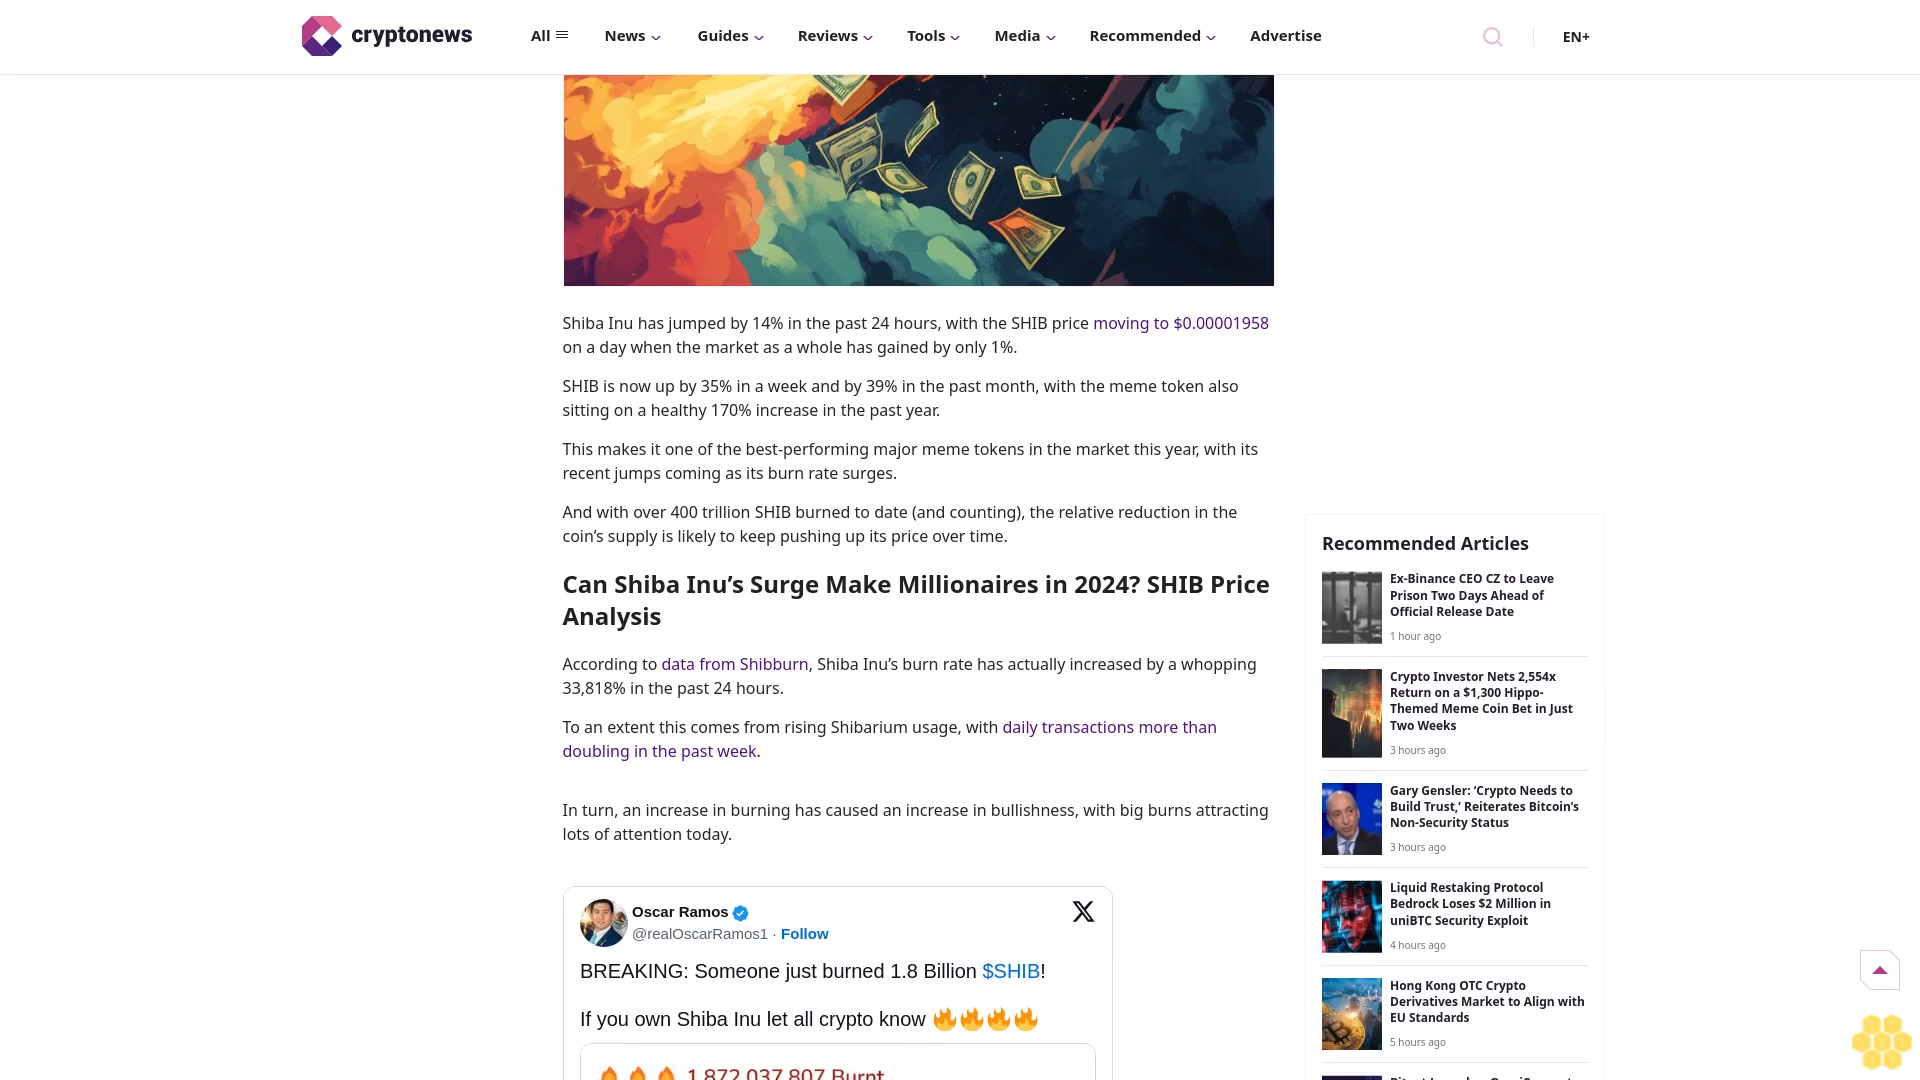 cryptonews
All
News
Guides
Reviews
Tools
Media
Recommended
Advertise
EN+
Shiba Inu has jumped by 14% in the past 24 hours, with the SHIB price moving to $0.00001958
on a day when the market as a whole has gained by only 1%.
SHIB is now up by 35% in a week and by 39% in the past month, with the meme token also
sitting on a healthy 170% increase in the past year.
This makes it one of the best-performing major meme tokens in the market this year, with its
recent jumps coming as its burn rate surges.
And with over 400 trillion SHIB burned to date (and counting), the relative reduction in the
coin’s supply is likely to keep pushing up its price over time.
Can Shiba Inu’s Surge Make Millionaires in 2024? SHIB Price
Analysis
According to data from Shibburn, Shiba Inu’s burn rate has actually increased by a whopping
33,818% in the past 24 hours.
To an extent this comes from rising Shibarium usage, with daily transactions more than
doubling in the past week.
In turn, an increase in burning has caused an increase in bullishness, with big burns attracting
lots of attention today.
Oscar Ramos
@realOscarRamos1 · Follow
BREAKING: Someone just burned 1.8 Billion $SHIB!
If you own Shiba Inu let all crypto know 🔥🔥🔥🔥
🔥 🔥 🔥 1,872,037,807 Burnt
Recommended Articles
Ex-Binance CEO CZ to Leave
Prison Two Days Ahead of
Official Release Date
1 hour ago
Crypto Investor Nets 2,554x
Return on a $1,300 Hippo-
Themed Meme Coin Bet in Just
Two Weeks
3 hours ago
Gary Gensler: ‘Crypto Needs to
Build Trust,’ Reiterates Bitcoin’s
Non-Security Status
3 hours ago
Liquid Restaking Protocol
Bedrock Loses $2 Million in
uniBTC Security Exploit
4 hours ago
Hong Kong OTC Crypto
Derivatives Market to Align with
EU Standards
5 hours ago